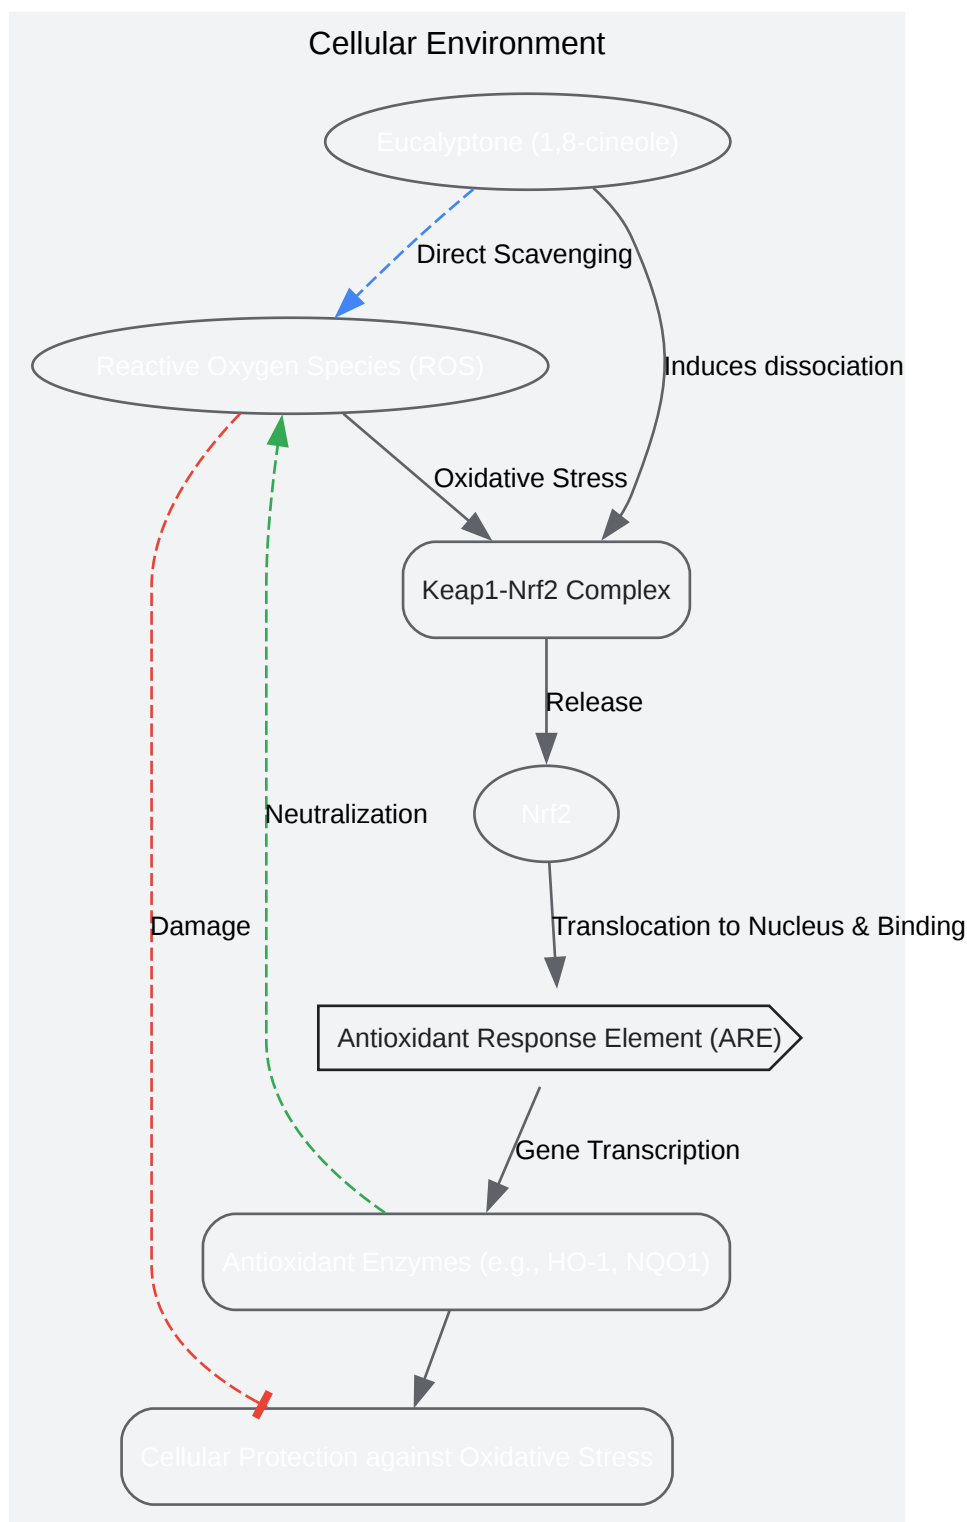 Cellular Environment
Eucalyptone (1,8-cineole)
Direct Scavenging
Reactive Oxygen Species (ROS)
Induces dissociation
Oxidative Stress
Keap1-Nrf2 Complex
Release
Nrf2
Neutralization
Damage
Translocation to Nucleus & Binding
Antioxidant Response Element (ARE)
Gene Transcription
Antioxidant Enzymes (e.g., HO-1, NQO1)
Cellular Protection against Oxidative Stress